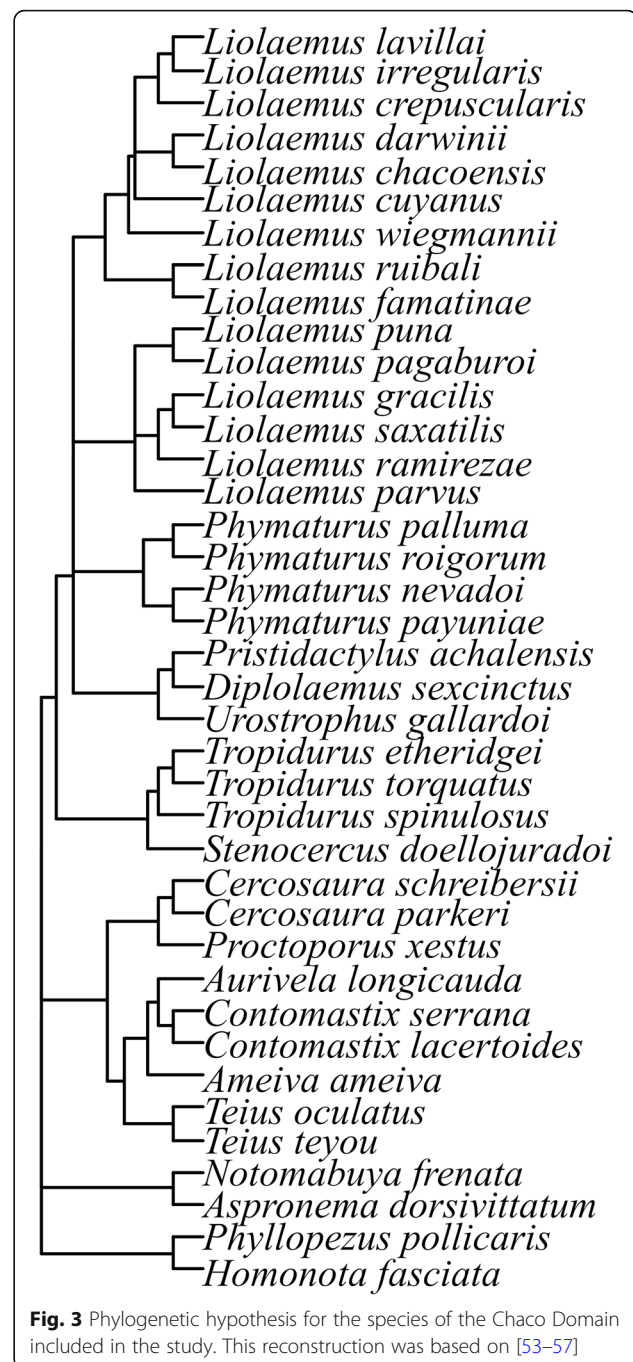 Liolaemus lavillai
Liolaemus irregularis
Liolaemus crepuscularis
Liolaemus darwinii
Liolaemus chacoensis
Liolaemus cuyanus
Liolaemus wiegmannii
Liolaemus ruibali
Liolaemus famatinae
Liolaemus puna
Liolaemus pagaburoi
Liolaemus gracilis
Liolaemus saxatilis
Liolaemus ramirezae
Liolaemus parvus
Phymaturus palluma
Phymaturus roigorum
Phymaturus nevadoi
Phymaturus payuniae
Pristidactylus achalensis
Diplolaemus sexcinctus
Urostrophus gallardoi
Tropidurus etheridgei
Tropidurus torquatus
Tropidurus spinulosus
Stenocercus doellojuradoi
Cercosaura schreibersii
Cercosaura parkeri
Proctoporus xestus
Aurivela longicauda
Contomastix serrana
Contomastix lacertoides
Ameiva ameiva
Teius oculatus
Teius teyou
Notomabuya frenata
Aspronema dorsivittatum
Phyllopezus pollicaris
Homonota fasciata
Fig. 3 Phylogenetic hypothesis for the species of the Chaco Domain
included in the study. This reconstruction was based on [53–57]